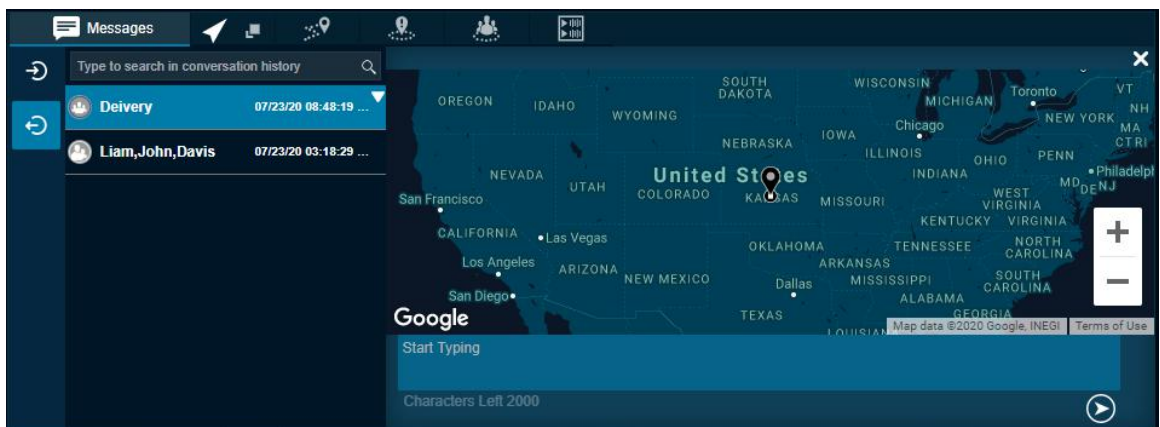 Messages
Type to search in conversation history
Deivery 07/23/20 08:48:19 ...
Liam,John,Davis 07/23/20 03:18:29 ...
SOUTH DAKOTA
WISCONSIN
OREGON
IDAHO
WYOMING
MICHIGAN
Toronto
VT
NH
NEW YORK
MA
CT RI
Chicago
IOWA
NEBRASKA
ILLINOIS
INDIANA
OHIO
PENN
Philadelp
MD
DE NJ
NEVADA
UTAH
United States
COLORADO
KANSAS
MISSOURI
WEST VIRGINIA
San Francisco
KENTUCKY
VIRGINIA
CALIFORNIA
Las Vegas
OKLAHOMA
TENNESSEE
NORTH CAROLINA
Los Angeles
ARIZONA
NEW MEXICO
ARKANSAS
MISSISSIPPI
SOUTH CAROLINA
San Diego
Dallas
ALABAMA
TEXAS
GEORGIA
LOUISIAN
Google
Map data ©2020 Google, INEGI
Terms of Use
Start Typing
Characters Left 2000